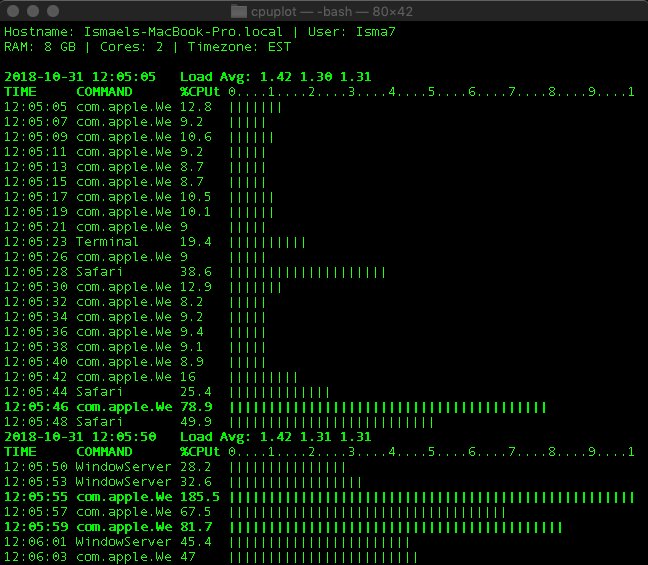 cpuplot — -bash — 80×42
Hostname: Ismaels-MacBook-Pro.local | User: Isma7
RAM: 8 GB | Cores: 2 | Timezone: EST
2018-10-31 12:05:05 Load Avg: 1.42 1.30 1.31
TIME COMMAND %CPUt 0....1....2....3....4....5....6....7....8....9....1
12:05:05 com.apple.We 12.8 |||||||
12:05:07 com.apple.We 9.2 |||||
12:05:09 com.apple.We 10.6 ||||||
12:05:11 com.apple.We 9.2 |||||
12:05:13 com.apple.We 8.7 |||||
12:05:15 com.apple.We 8.7 |||||
12:05:17 com.apple.We 10.5 ||||||
12:05:19 com.apple.We 10.1 ||||||
12:05:21 com.apple.We 9 |||||
12:05:23 Terminal 19.4 ||||||||||
12:05:26 com.apple.We 9 |||||
12:05:28 Safari 38.6 ||||||||||||||||||||
12:05:30 com.apple.We 12.9 |||||||
12:05:32 com.apple.We 8.2 |||||
12:05:34 com.apple.We 9.2 |||||
12:05:36 com.apple.We 9.4 |||||
12:05:38 com.apple.We 9.1 |||||
12:05:40 com.apple.We 8.9 |||||
12:05:42 com.apple.We 16 |||||||||
12:05:44 Safari 25.4 |||||||||||||
12:05:46 com.apple.We 78.9 ||||||||||||||||||||||||||||||||||||||||
12:05:48 Safari 49.9 ||||||||||||||||||||||||||
2018-10-31 12:05:50 Load Avg: 1.42 1.31 1.31
TIME COMMAND %CPUt 0....1....2....3....4....5....6....7....8....9....1
12:05:50 WindowServer 28.2 |||||||||||||||
12:05:53 WindowServer 32.6 |||||||||||||||||
12:05:55 com.apple.We 185.5 |||||||||||||||||||||||||||||||||||||||||||||||||||
12:05:57 com.apple.We 67.5 |||||||||||||||||||||||||||||||||||
12:05:59 com.apple.We 81.7 ||||||||||||||||||||||||||||||||||||||||||
12:06:01 WindowServer 45.4 |||||||||||||||||||||||
12:06:03 com.apple.We 47 ||||||||||||||||||||||||